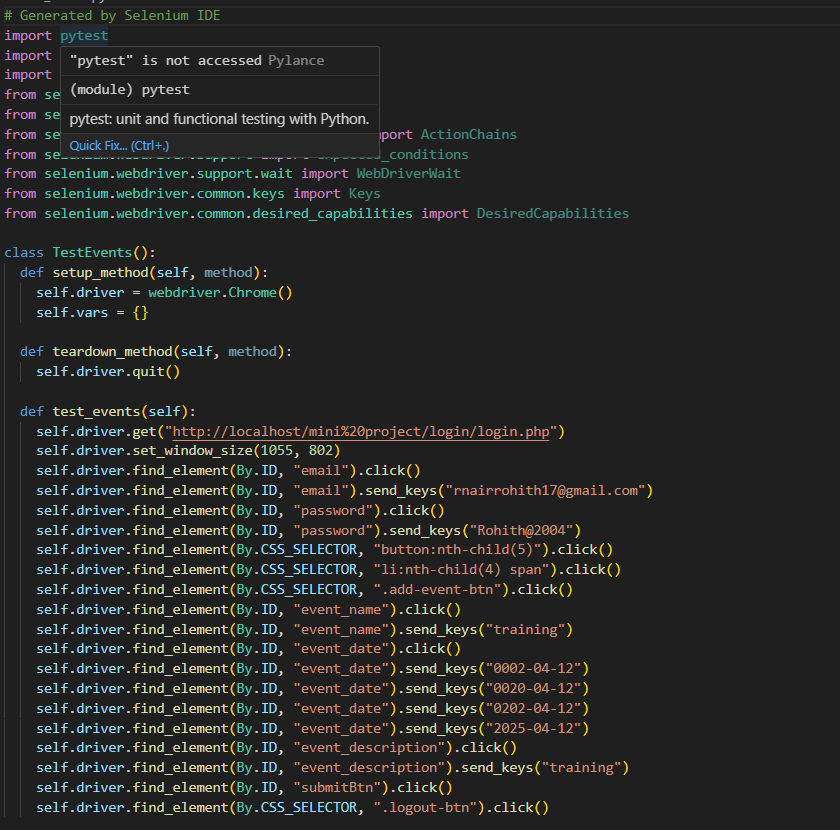 # Generated by Selenium IDE
import pytest
import
"pytest" is not accessed Pylance
import
(module) pytest
from se
from se
pytest: unit and functional testing with Python.
from se port ActionChains
Quick Fix... (Ctrl+.)
from selenium.webdriver.support import expected_conditions
from selenium.webdriver.support.wait import WebDriverWait
from selenium.webdriver.common.keys import Keys
from selenium.webdriver.common.desired_capabilities import DesiredCapabilities
class TestEvents():
def setup_method(self, method):
self.driver = webdriver.Chrome()
self.vars = {}
def teardown_method(self, method):
self.driver.quit()
def test_events(self):
self.driver.get("http://localhost/mini%20project/login/login.php")
self.driver.set_window_size(1055, 802)
self.driver.find_element(By.ID, "email").click()
self.driver.find_element(By.ID, "email").send_keys("rnairrohith17@gmail.com")
self.driver.find_element(By.ID, "password").click()
self.driver.find_element(By.ID, "password").send_keys("Rohith@2004")
self.driver.find_element(By.CSS_SELECTOR, "button:nth-child(5)").click()
self.driver.find_element(By.CSS_SELECTOR, "li:nth-child(4) span").click()
self.driver.find_element(By.CSS_SELECTOR, ".add-event-btn").click()
self.driver.find_element(By.ID, "event_name").click()
self.driver.find_element(By.ID, "event_name").send_keys("training")
self.driver.find_element(By.ID, "event_date").click()
self.driver.find_element(By.ID, "event_date").send_keys("0002-04-12")
self.driver.find_element(By.ID, "event_date").send_keys("0020-04-12")
self.driver.find_element(By.ID, "event_date").send_keys("0202-04-12")
self.driver.find_element(By.ID, "event_date").send_keys("2025-04-12")
self.driver.find_element(By.ID, "event_description").click()
self.driver.find_element(By.ID, "event_description").send_keys("training")
self.driver.find_element(By.ID, "submitBtn").click()
self.driver.find_element(By.CSS_SELECTOR, ".logout-btn").click()